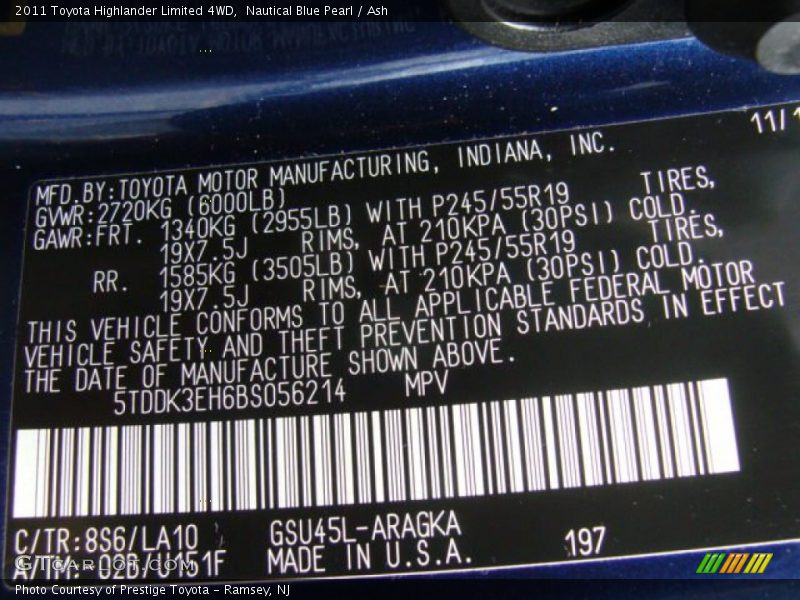 2011 Toyota Highlander Limited 4WD, Nautical Blue Pearl / Ash
11/1
MFD.BY:TOYOTA MOTOR MANUFACTURING, INDIANA, INC.
GVWR:2720KG (6000LB)
GAWR:FRT. 1340KG (2955LB) WITH P245/55R19 TIRES,
19X7.5J RIMS, AT 210KPA (30PSI) COLD.
RR. 1585KG (3505LB) WITH P245/55R19 TIRES,
19X7.5J RIMS, AT 210KPA (30PSI) COLD.
THIS VEHICLE CONFORMS TO ALL APPLICABLE FEDERAL MOTOR
VEHICLE SAFETY AND THEFT PREVENTION STANDARDS IN EFFECT
THE DATE OF MANUFACTURE SHOWN ABOVE.
5TDDK3EH6BS056214 MPV
C/TR:8S6/LA10 GSU45L-ARAGKA
A/TM: 02B/U151F MADE IN U.S.A. 197
GTcarlot.com
Photo Courtesy of Prestige Toyota - Ramsey, NJ